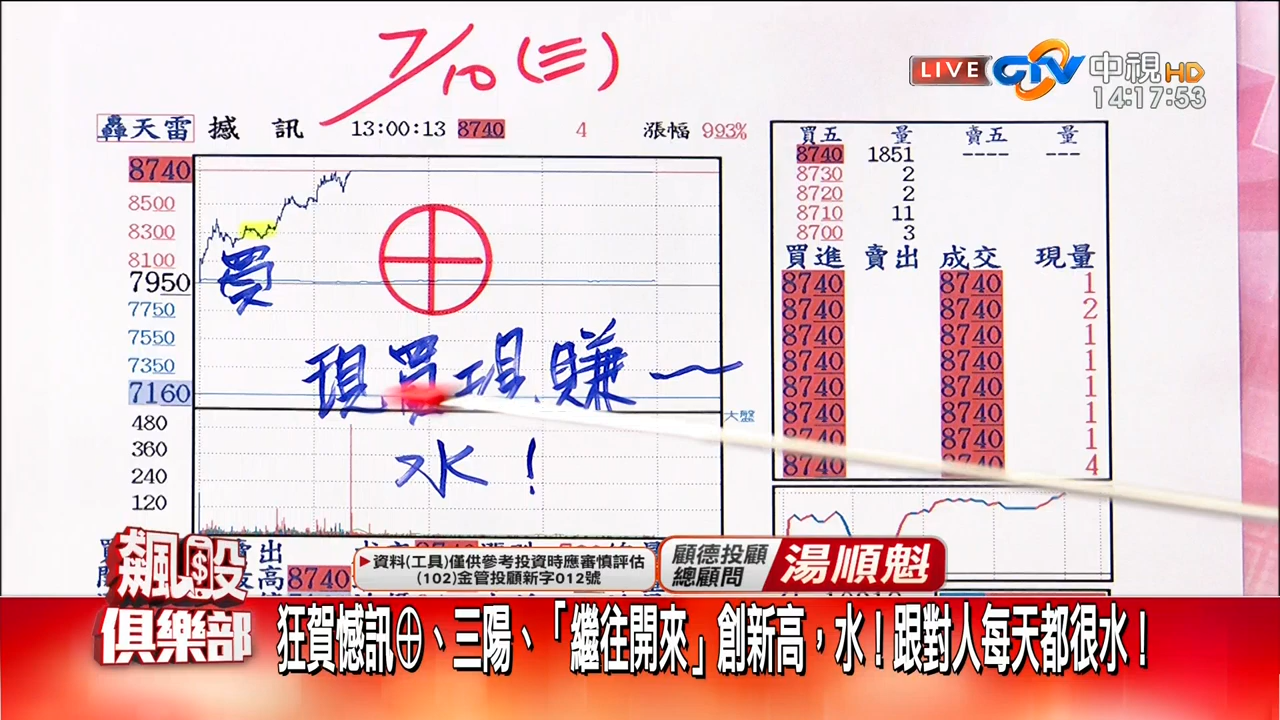 7/10 (三)
LIVE CTV 中視HD
14:17:53
轟天雷 撼訊 13:00:13 8740 4 漲幅 993%
8740
8500
8300
8100
7950
7750
7550
7350
7160
480
360
240
120
買
現買現賺~
水!
大盤
買五 量 賣五 量
8740 1851 ---- ---
8730 2
8720 2
8710 11
8700 3
買進 賣出 成交 現量
8740 8740 1
8740 8740 2
8740 8740 1
8740 8740 1
8740 8740 1
8740 8740 1
8740 8740 1
8740 8740 4
高 8740
飆股俱樂部
▶資料(工具)僅供參考投資時應審慎評估
(102)金管投顧新字012號
顧德投顧
總顧問
湯順魁
狂賀憾訊⊕、三陽、「繼往開來」創新高,水!跟對人每天都很水!